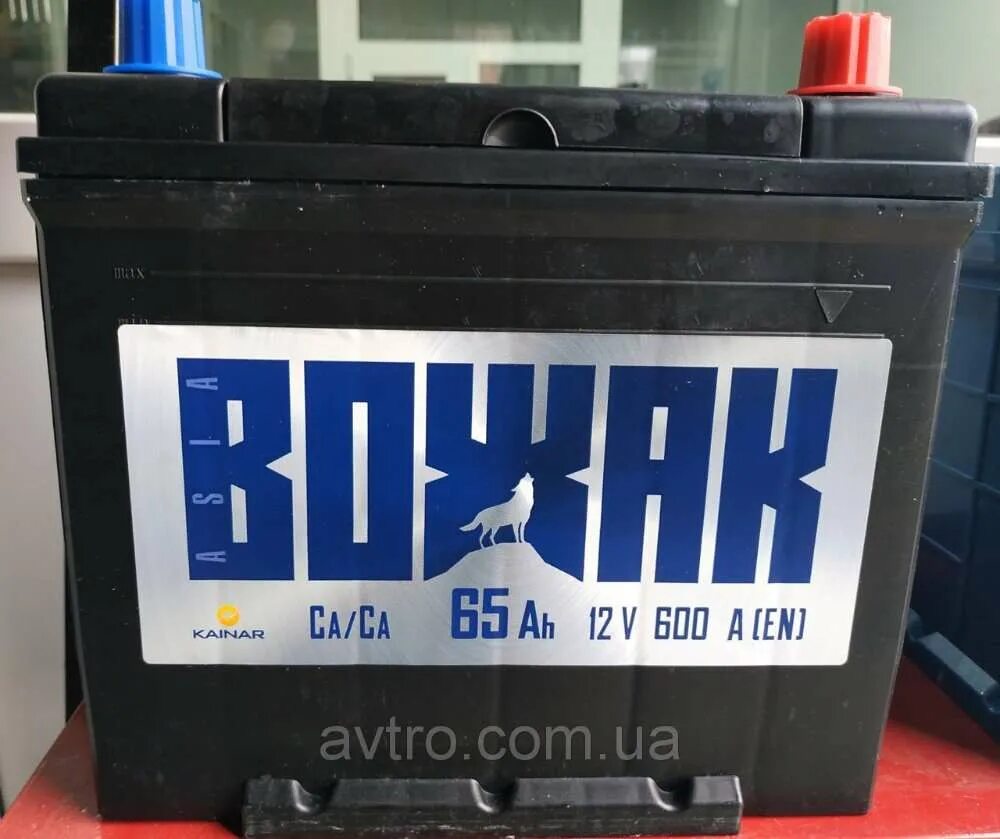 max
min
ASIA
ВОЖАК
KAINAR
CA/CA
65 Ah
12 V 600 A (EN)
avtro.com.ua